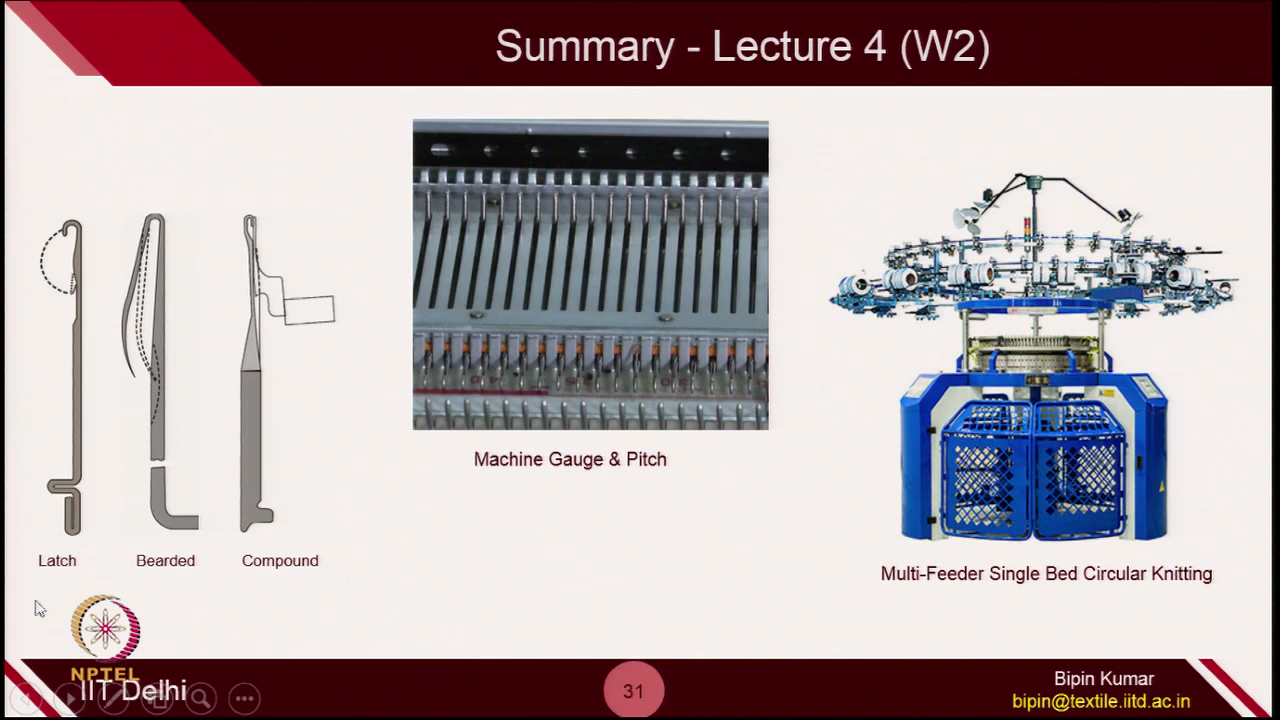 Summary - Lecture 4 (W2)
Machine Gauge & Pitch
Latch
Bearded
Compound
Multi-Feeder Single Bed Circular Knitting
NPTEL
IIT Delhi
31
Bipin Kumar
bipin@textile.iitd.ac.in